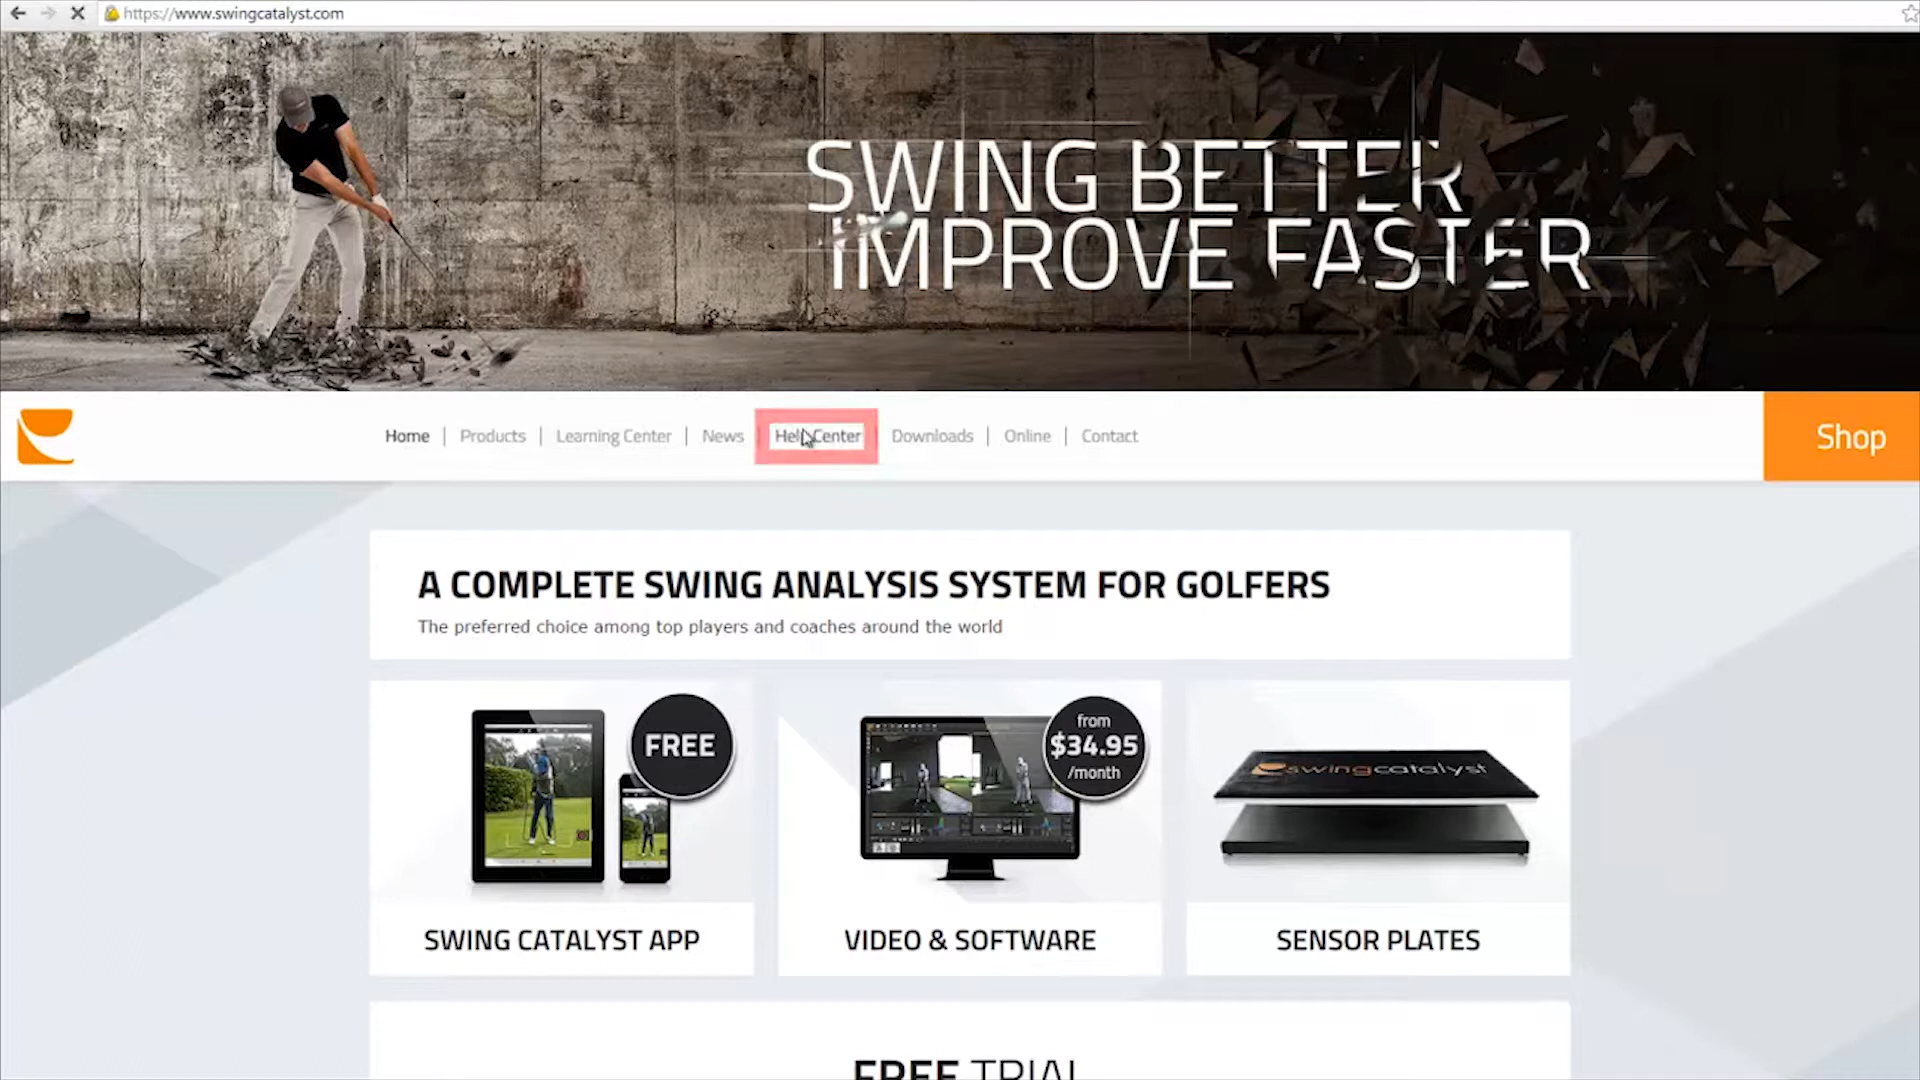 https://www.swingcatalyst.com
SWING BETTER
IMPROVE FASTER
Home Products Learning Center News Help Center Downloads Online Contact
Shop
A COMPLETE SWING ANALYSIS SYSTEM FOR GOLFERS
The preferred choice among top players and coaches around the world
FREE
from
$34.95
/month
swingcatalyst
SWING CATALYST APP
VIDEO & SOFTWARE
SENSOR PLATES
FREE TRIAL